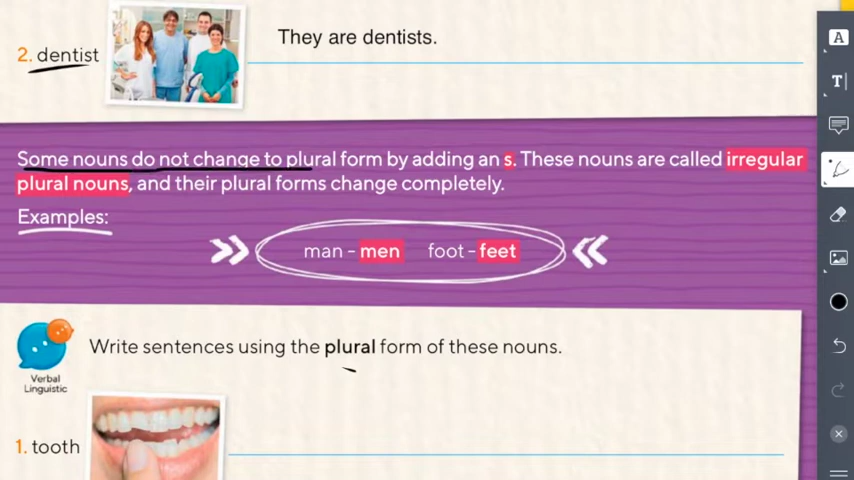 They are dentists.
2. dentist
Some nouns do not change to plural form by adding an s. These nouns are called irregular
plural nouns, and their plural forms change completely.
Examples:
man - men foot - feet
Write sentences using the plural form of these nouns.
Verbal
Linguistic
1. tooth
A
T